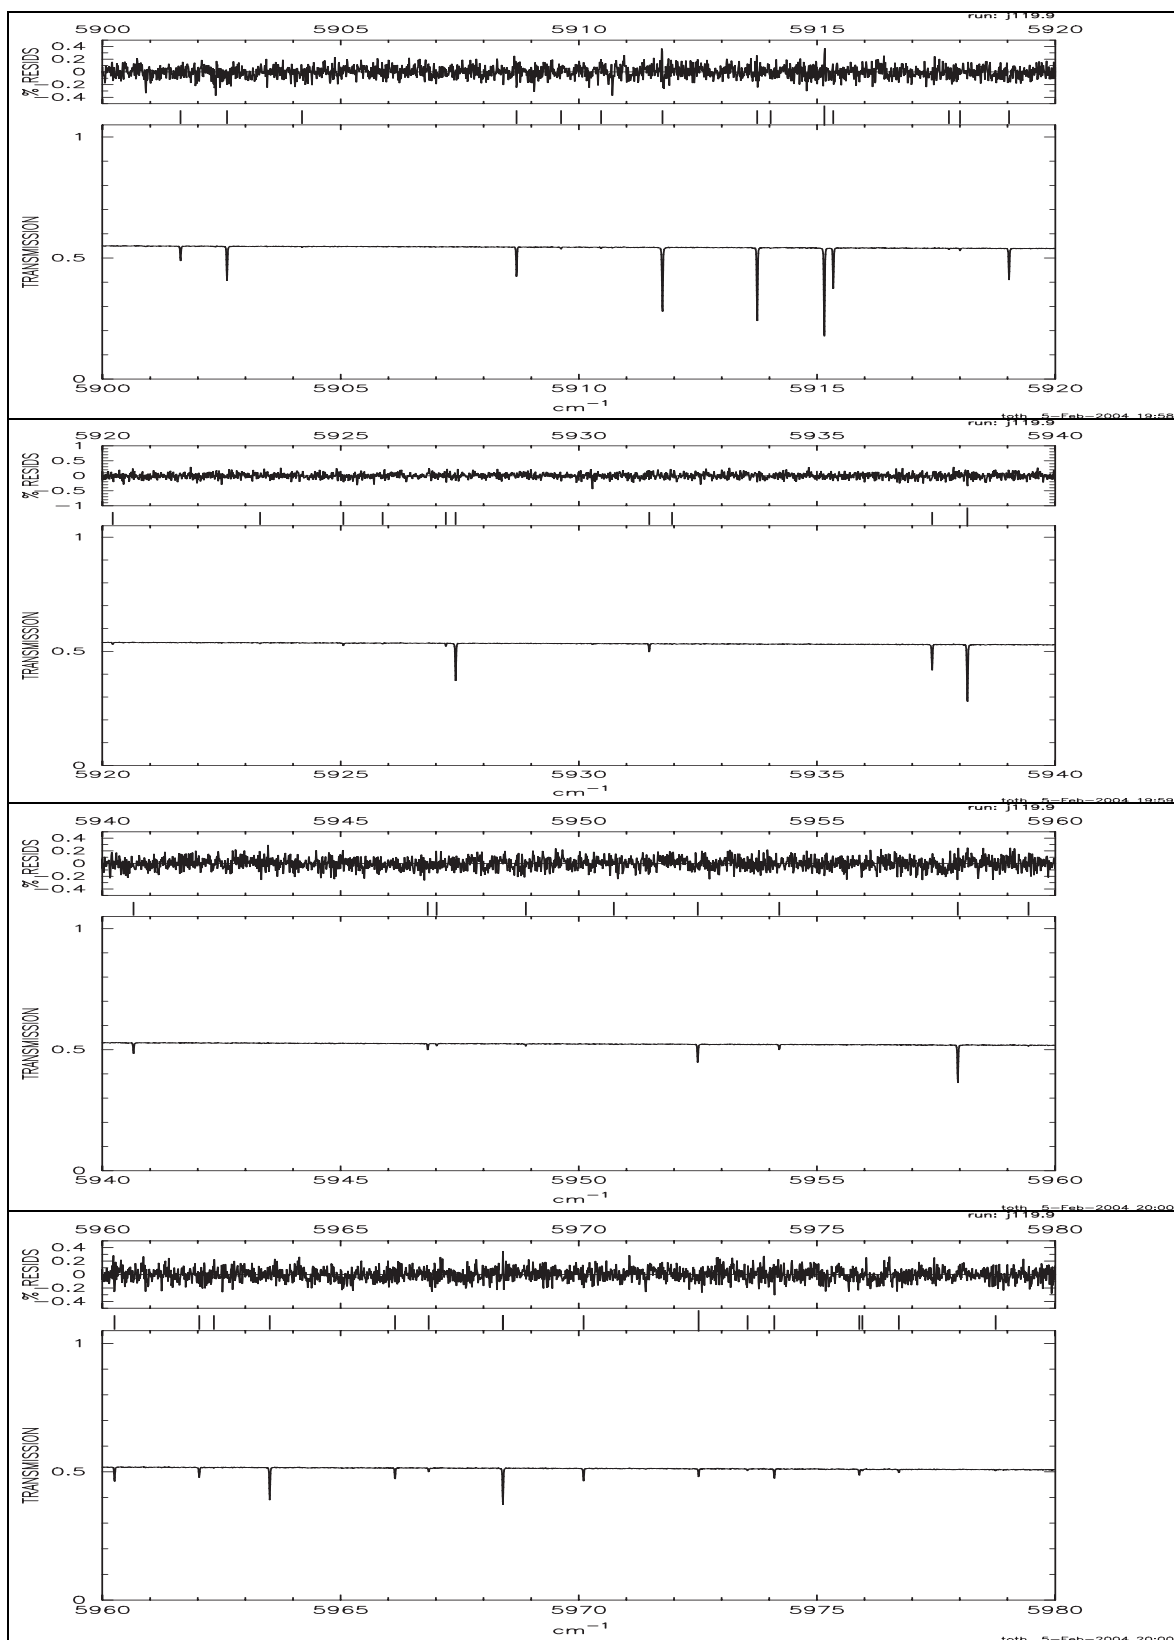 run: j119.9
5900 5905 5910 5915 5920
% RESIDS
0.4
0.2
0
−0.2
−0.4
TRANSMISSION
1
0.5
0
5900 5905 5910 5915 5920
cm−1
toth 5−Feb−2004 19:58
run: j119.9
5920 5925 5930 5935 5940
% RESIDS
1
0.5
0
−0.5
−1
TRANSMISSION
1
0.5
0
5920 5925 5930 5935 5940
cm−1
toth 5−Feb−2004 19:59
run: j119.9
5940 5945 5950 5955 5960
% RESIDS
0.4
0.2
0
−0.2
−0.4
TRANSMISSION
1
0.5
0
5940 5945 5950 5955 5960
cm−1
toth 5−Feb−2004 20:00
run: j119.9
5960 5965 5970 5975 5980
% RESIDS
0.4
0.2
0
−0.2
−0.4
TRANSMISSION
1
0.5
0
5960 5965 5970 5975 5980
cm−1
toth 5−Feb−2004 20:00